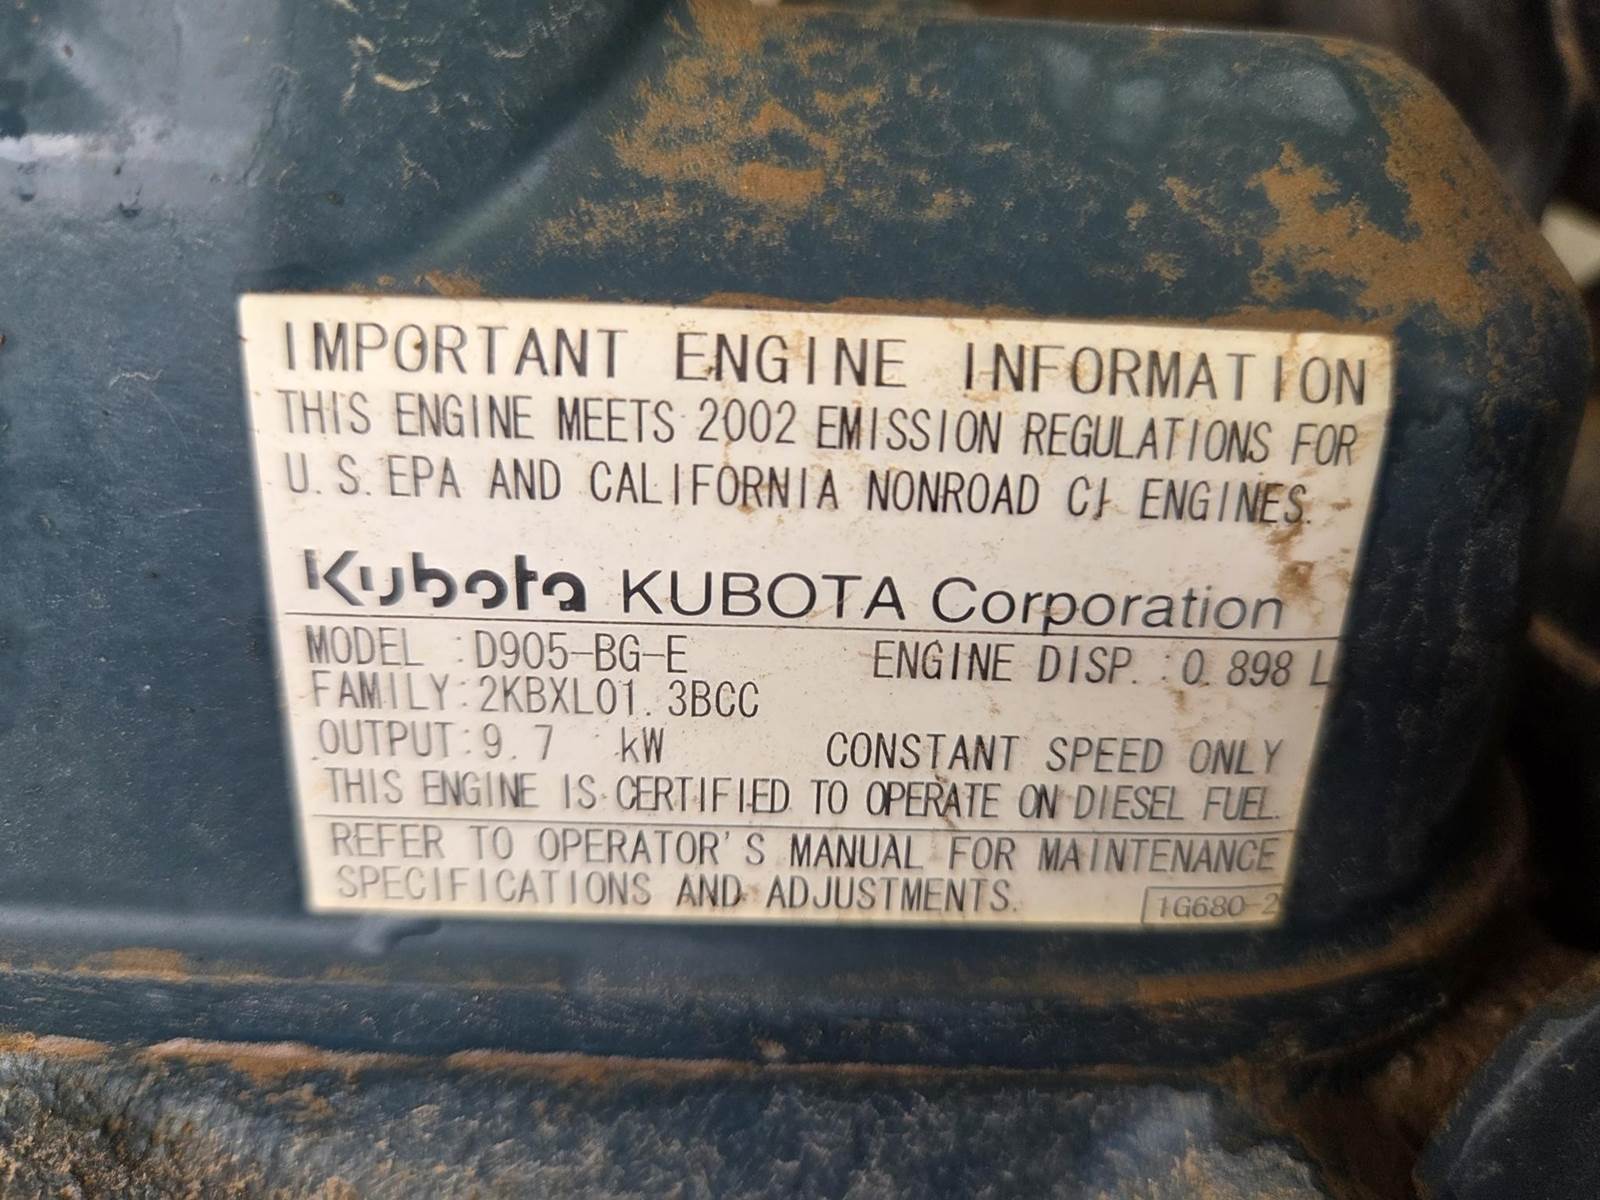 IMPORTANT ENGINE INFORMATION
THIS ENGINE MEETS 2002 EMISSION REGULATIONS FOR
U.S. EPA AND CALIFORNIA NONROAD CI ENGINES.
Kubota KUBOTA Corporation
MODEL :D905-BG-E ENGINE DISP. :0.898 L
FAMILY:2KBXL01.3BCC
OUTPUT:9.7 kW CONSTANT SPEED ONLY
THIS ENGINE IS CERTIFIED TO OPERATE ON DIESEL FUEL.
REFER TO OPERATOR'S MANUAL FOR MAINTENANCE
SPECIFICATIONS AND ADJUSTMENTS.
1G680-2